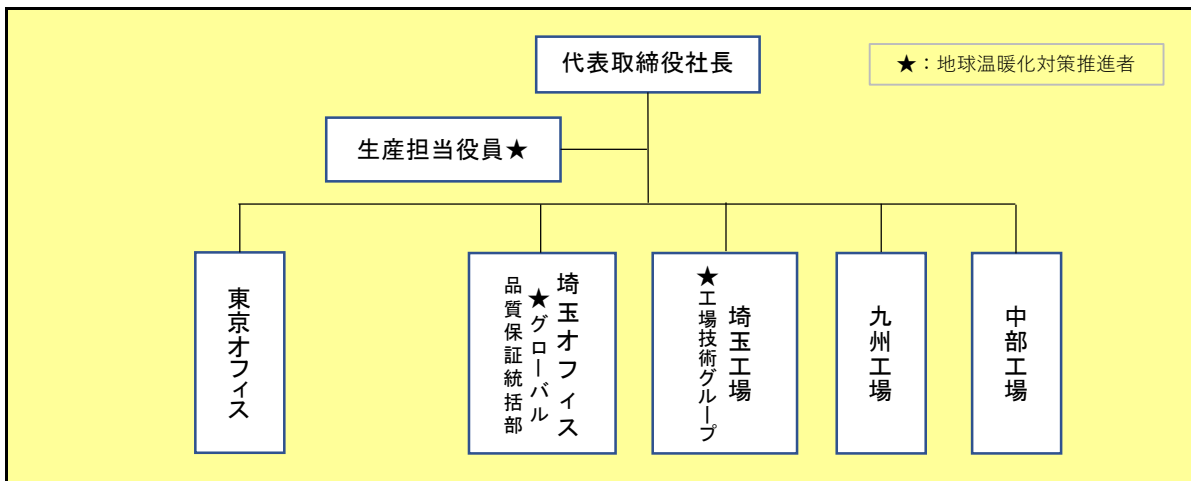 代表取締役社長
★：地球温暖化対策推進者
生産担当役員★
東京オフィス
埼玉オフィス
★グローバル
品質保証統括部
埼玉工場
★工場技術グループ
九州工場
中部工場